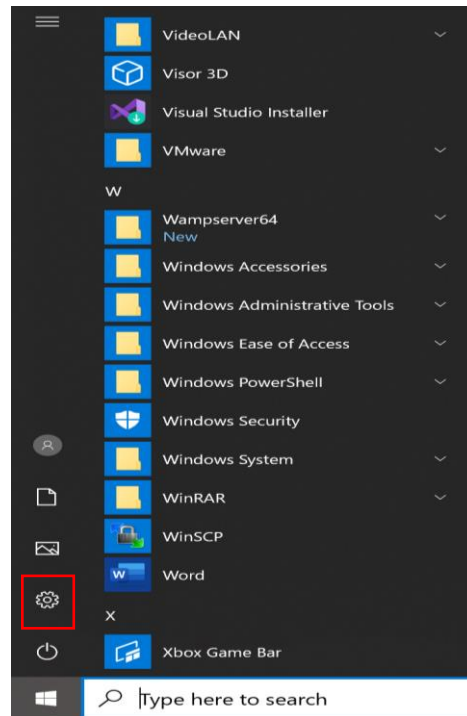 VideoLAN
Visor 3D
Visual Studio Installer
VMware
W
Wampserver64
New
Windows Accessories
Windows Administrative Tools
Windows Ease of Access
Windows PowerShell
Windows Security
Windows System
WinRAR
WinSCP
W Word
X
Xbox Game Bar
Type here to search